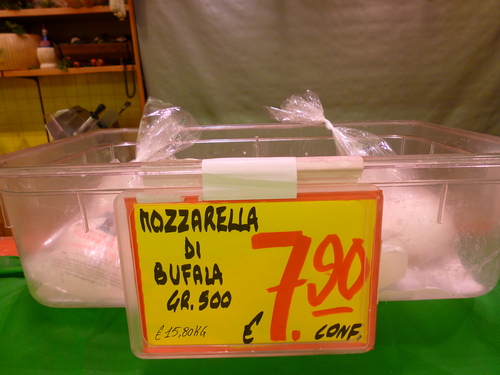 MOZZARELLA
DI
BUFALA
GR. 500
€ 15,80 KG
€ 7.90
CONF.